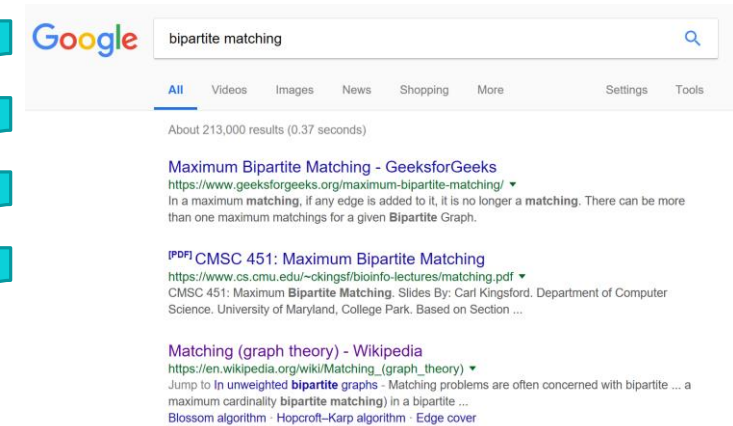 Google bipartite matching
All Videos Images News Shopping More Settings Tools
About 213,000 results (0.37 seconds)
Maximum Bipartite Matching - GeeksforGeeks
https://www.geeksforgeeks.org/maximum-bipartite-matching/
In a maximum matching, if any edge is added to it, it is no longer a matching. There can be more
than one maximum matchings for a given Bipartite Graph.
[PDF] CMSC 451: Maximum Bipartite Matching
https://www.cs.cmu.edu/~ckingsf/bioinfo-lectures/matching.pdf
CMSC 451: Maximum Bipartite Matching. Slides By: Carl Kingsford. Department of Computer
Science. University of Maryland, College Park. Based on Section ...
Matching (graph theory) - Wikipedia
https://en.wikipedia.org/wiki/Matching_(graph_theory)
Jump to In unweighted bipartite graphs - Matching problems are often concerned with bipartite ... a
maximum cardinality bipartite matching) in a bipartite ...
Blossom algorithm · Hopcroft–Karp algorithm · Edge cover